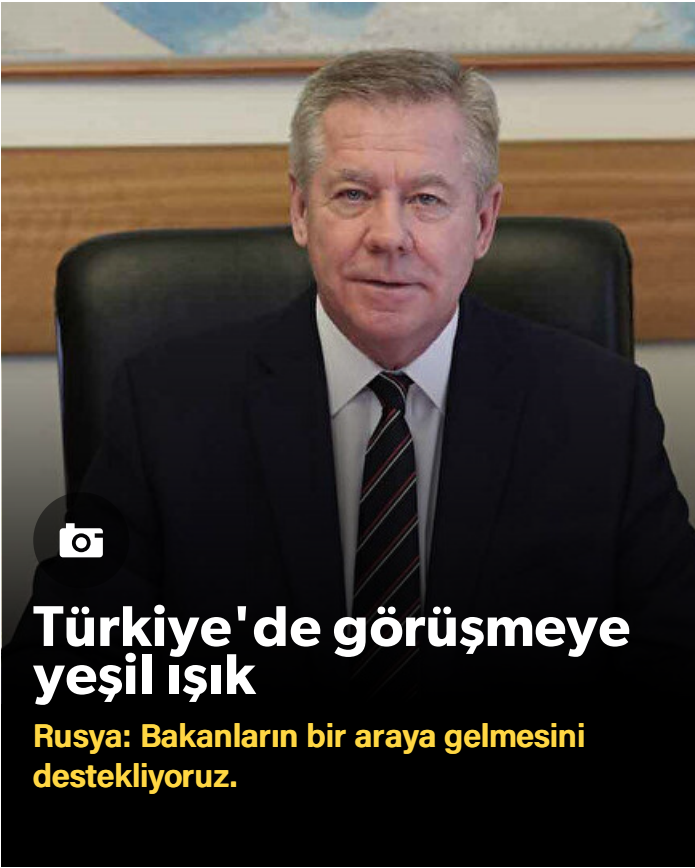 Türkiye'de görüşmeye
yeşil ışık
Rusya: Bakanların bir araya gelmesini
destekliyoruz.